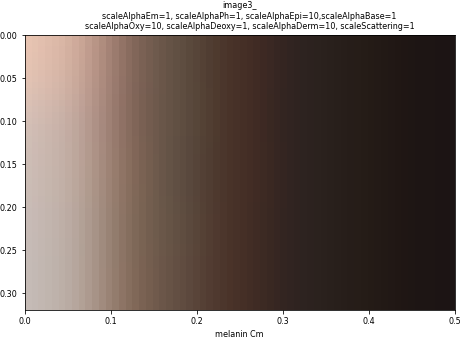 image3_
scaleAlphaEm=1, scaleAlphaPh=1, scaleAlphaEpi=10,scaleAlphaBase=1
scaleAlphaOxy=10, scaleAlphaDeoxy=1, scaleAlphaDerm=10, scaleScattering=1
0.00
0.05
0.10
0.15
0.20
0.25
0.30
0.0 0.1 0.2 0.3 0.4 0.5
melanin Cm